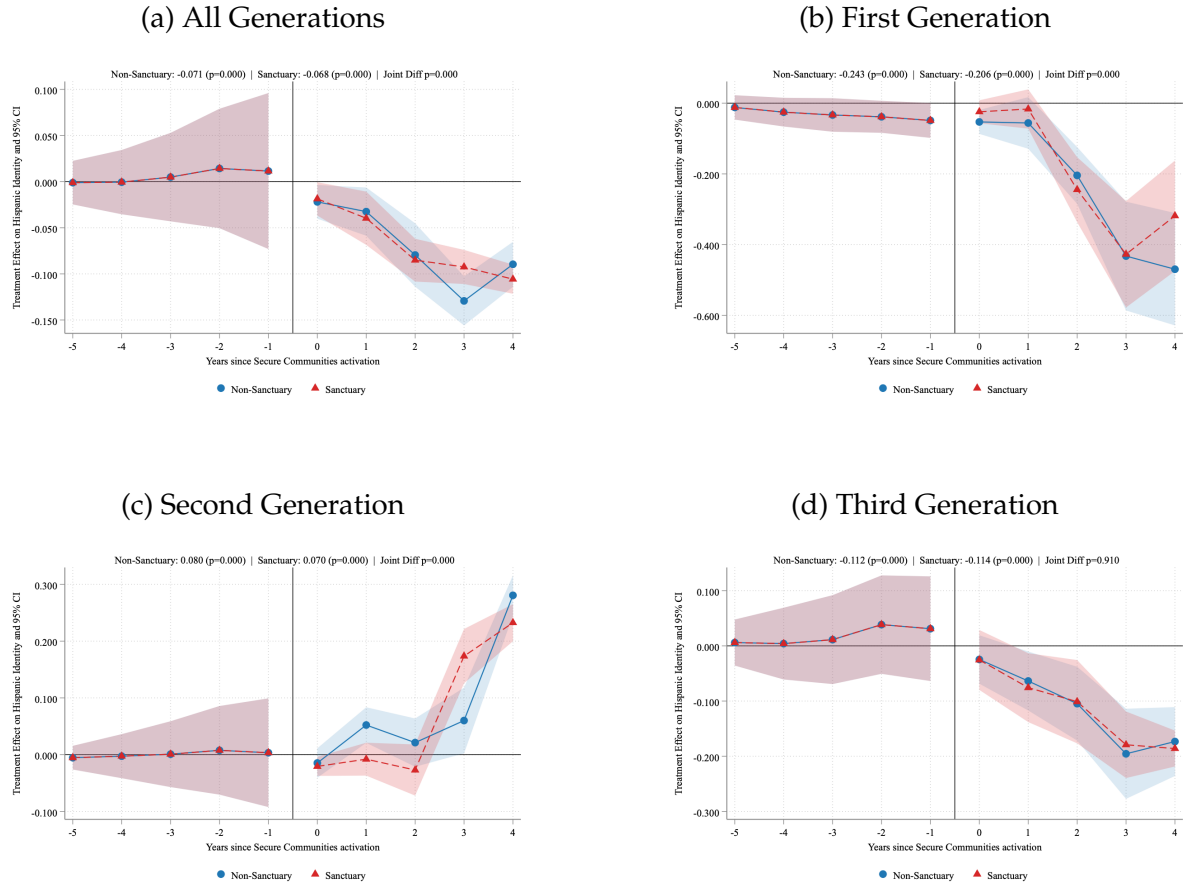 (a) All Generations
Non-Sanctuary: -0.071 (p=0.000) | Sanctuary: -0.068 (p=0.000) | Joint Diff p=0.000
Treatment Effect on Hispanic Identity and 95% CI
0.100
0.050
0.000
-0.050
-0.100
-0.150
-5 -4 -3 -2 -1 0 1 2 3 4
Years since Secure Communities activation
Non-Sanctuary Sanctuary
(b) First Generation
Non-Sanctuary: -0.243 (p=0.000) | Sanctuary: -0.206 (p=0.000) | Joint Diff p=0.000
Treatment Effect on Hispanic Identity and 95% CI
0.000
-0.200
-0.400
-0.600
-5 -4 -3 -2 -1 0 1 2 3 4
Years since Secure Communities activation
Non-Sanctuary Sanctuary
(c) Second Generation
Non-Sanctuary: 0.080 (p=0.000) | Sanctuary: 0.070 (p=0.000) | Joint Diff p=0.000
Treatment Effect on Hispanic Identity and 95% CI
0.300
0.200
0.100
0.000
-0.100
-5 -4 -3 -2 -1 0 1 2 3 4
Years since Secure Communities activation
Non-Sanctuary Sanctuary
(d) Third Generation
Non-Sanctuary: -0.112 (p=0.000) | Sanctuary: -0.114 (p=0.000) | Joint Diff p=0.910
Treatment Effect on Hispanic Identity and 95% CI
0.100
0.000
-0.100
-0.200
-0.300
-5 -4 -3 -2 -1 0 1 2 3 4
Years since Secure Communities activation
Non-Sanctuary Sanctuary